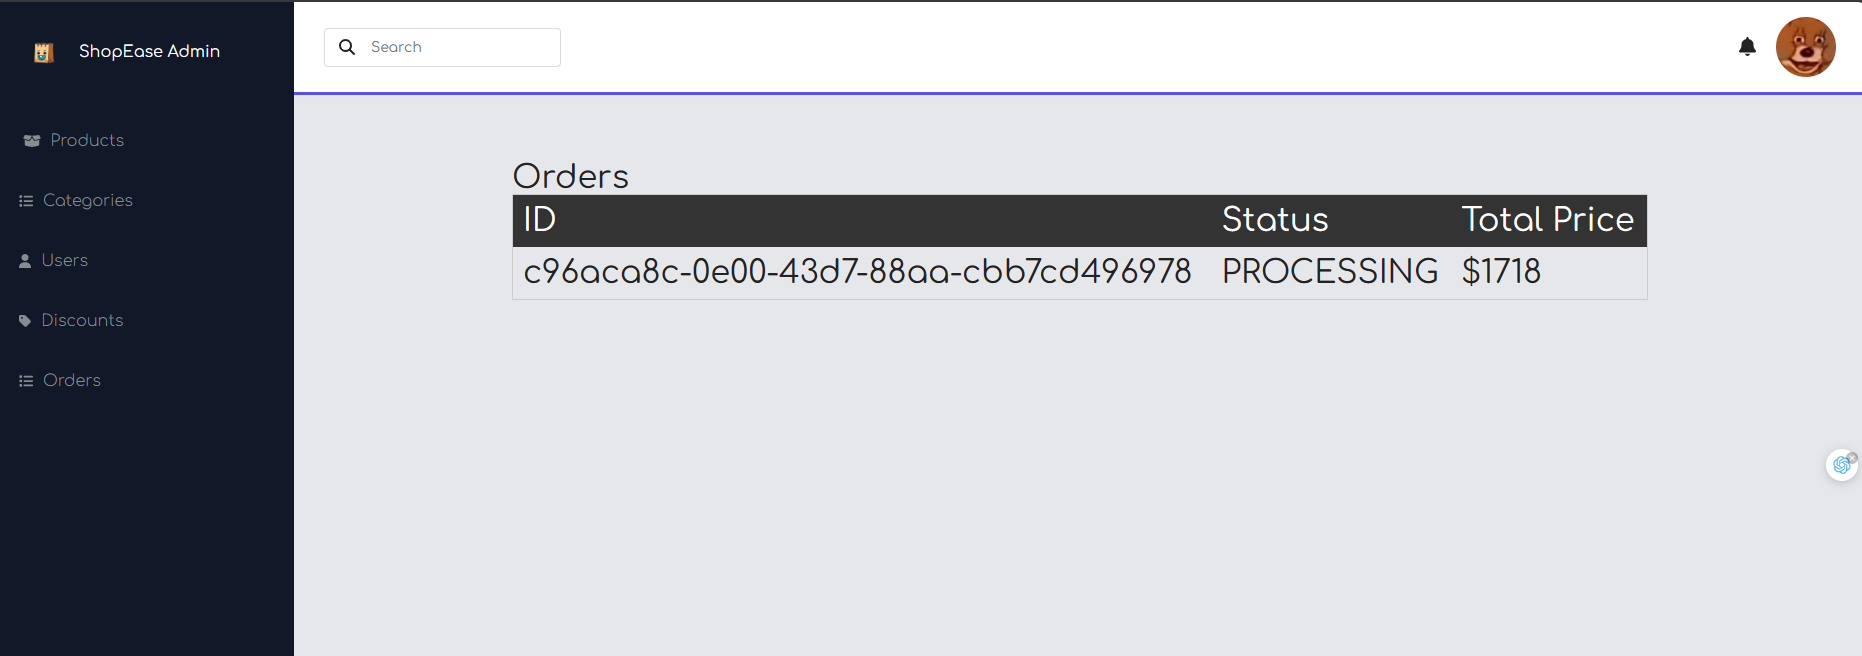 ShopEase Admin
Search
Products
Categories
Users
Discounts
Orders
Orders
ID Status Total Price
c96aca8c-0e00-43d7-88aa-cbb7cd496978 PROCESSING $1718